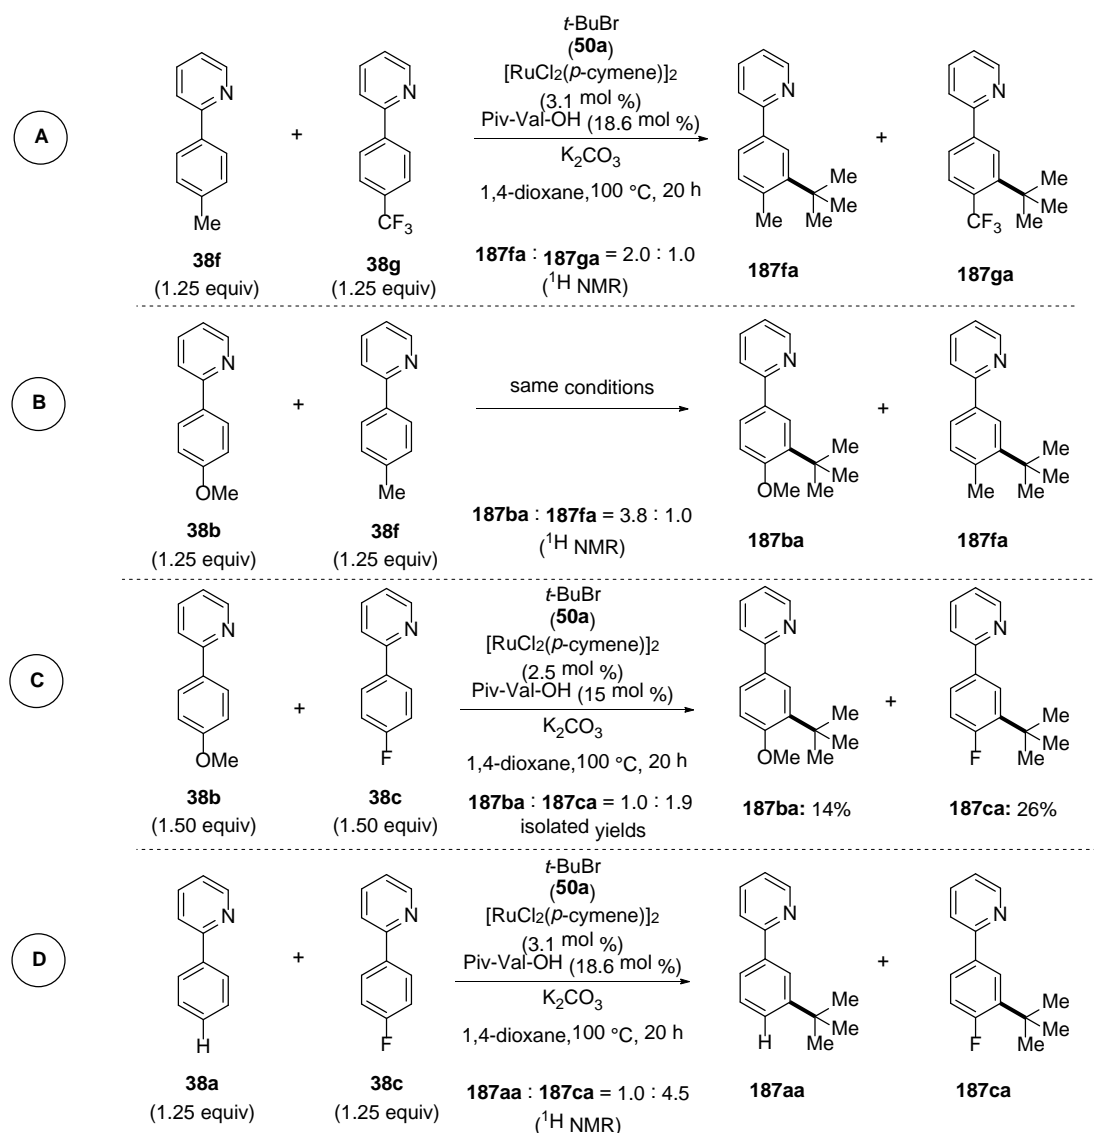 A
N
Me
38f
(1.25 equiv)
+
N
CF3
38g
(1.25 equiv)
t-BuBr
(50a)
[RuCl2(p-cymene)]2
(3.1 mol %)
Piv-Val-OH (18.6 mol %)
K2CO3
1,4-dioxane,100 °C, 20 h
187fa : 187ga = 2.0 : 1.0
(1H NMR)
N
Me
Me
Me
Me
187fa
+
N
Me
Me
Me
CF3
187ga
B
N
OMe
38b
(1.25 equiv)
+
N
Me
38f
(1.25 equiv)
same conditions
187ba : 187fa = 3.8 : 1.0
(1H NMR)
N
Me
Me
OMe Me
187ba
+
N
Me
Me
Me
Me
187fa
C
N
OMe
38b
(1.50 equiv)
+
N
F
38c
(1.50 equiv)
t-BuBr
(50a)
[RuCl2(p-cymene)]2
(2.5 mol %)
Piv-Val-OH (15 mol %)
K2CO3
1,4-dioxane,100 °C, 20 h
187ba : 187ca = 1.0 : 1.9
isolated yields
N
Me
Me
OMe Me
187ba: 14%
+
N
Me
Me
F
Me
187ca: 26%
D
N
H
38a
(1.25 equiv)
+
N
F
38c
(1.25 equiv)
t-BuBr
(50a)
[RuCl2(p-cymene)]2
(3.1 mol %)
Piv-Val-OH (18.6 mol %)
K2CO3
1,4-dioxane,100 °C, 20 h
187aa : 187ca = 1.0 : 4.5
(1H NMR)
N
Me
Me
H
Me
187aa
+
N
Me
Me
F
Me
187ca